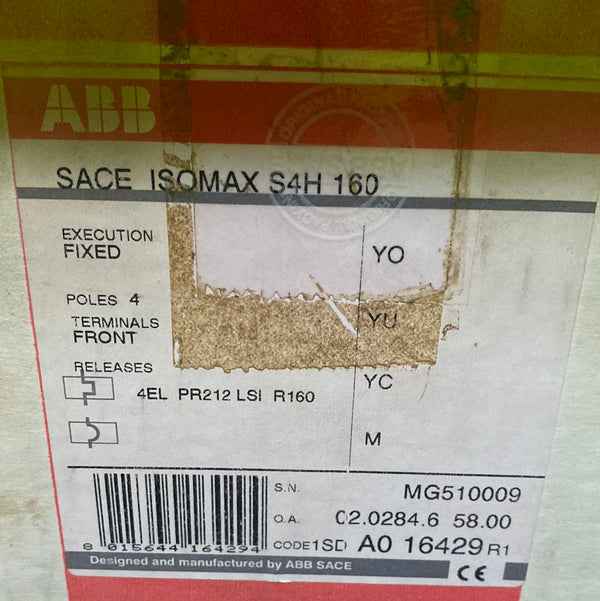 ABB
SACE ISOMAX S4H 160
EXECUTION
FIXED
YO
POLES 4
TERMINALS
FRONT
YU
RELEASES
4EL PR212 LSI R160
YC
M
S.N. MG510009
O.A. 02.0284.6 58.00
CODE 1SD A0 16429 R1
8 015644 164294
Designed and manufactured by ABB SACE
CE